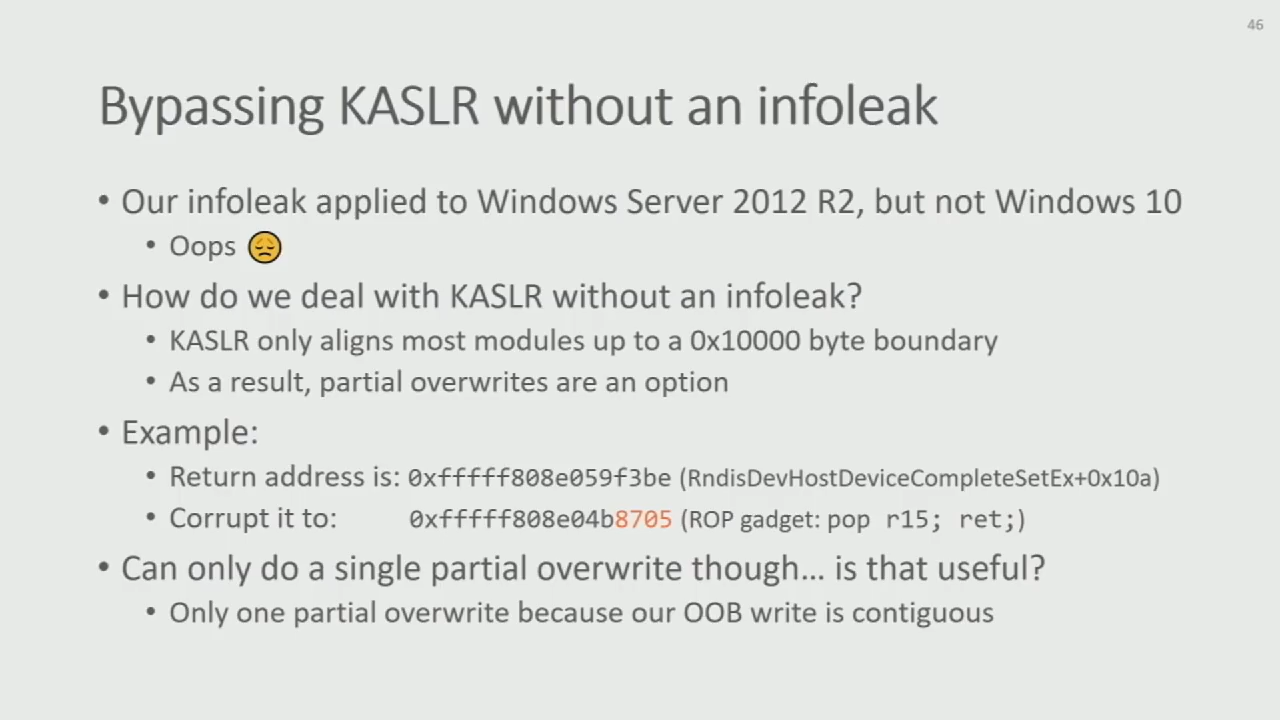 46
Bypassing KASLR without an infoleak
• Our infoleak applied to Windows Server 2012 R2, but not Windows 10
• Oops 😔
• How do we deal with KASLR without an infoleak?
• KASLR only aligns most modules up to a 0x10000 byte boundary
• As a result, partial overwrites are an option
• Example:
• Return address is: 0xfffff808e059f3be (RndisDevHostDeviceCompleteSetEx+0x10a)
• Corrupt it to: 0xfffff808e04b8705 (ROP gadget: pop r15; ret;)
• Can only do a single partial overwrite though… is that useful?
• Only one partial overwrite because our OOB write is contiguous